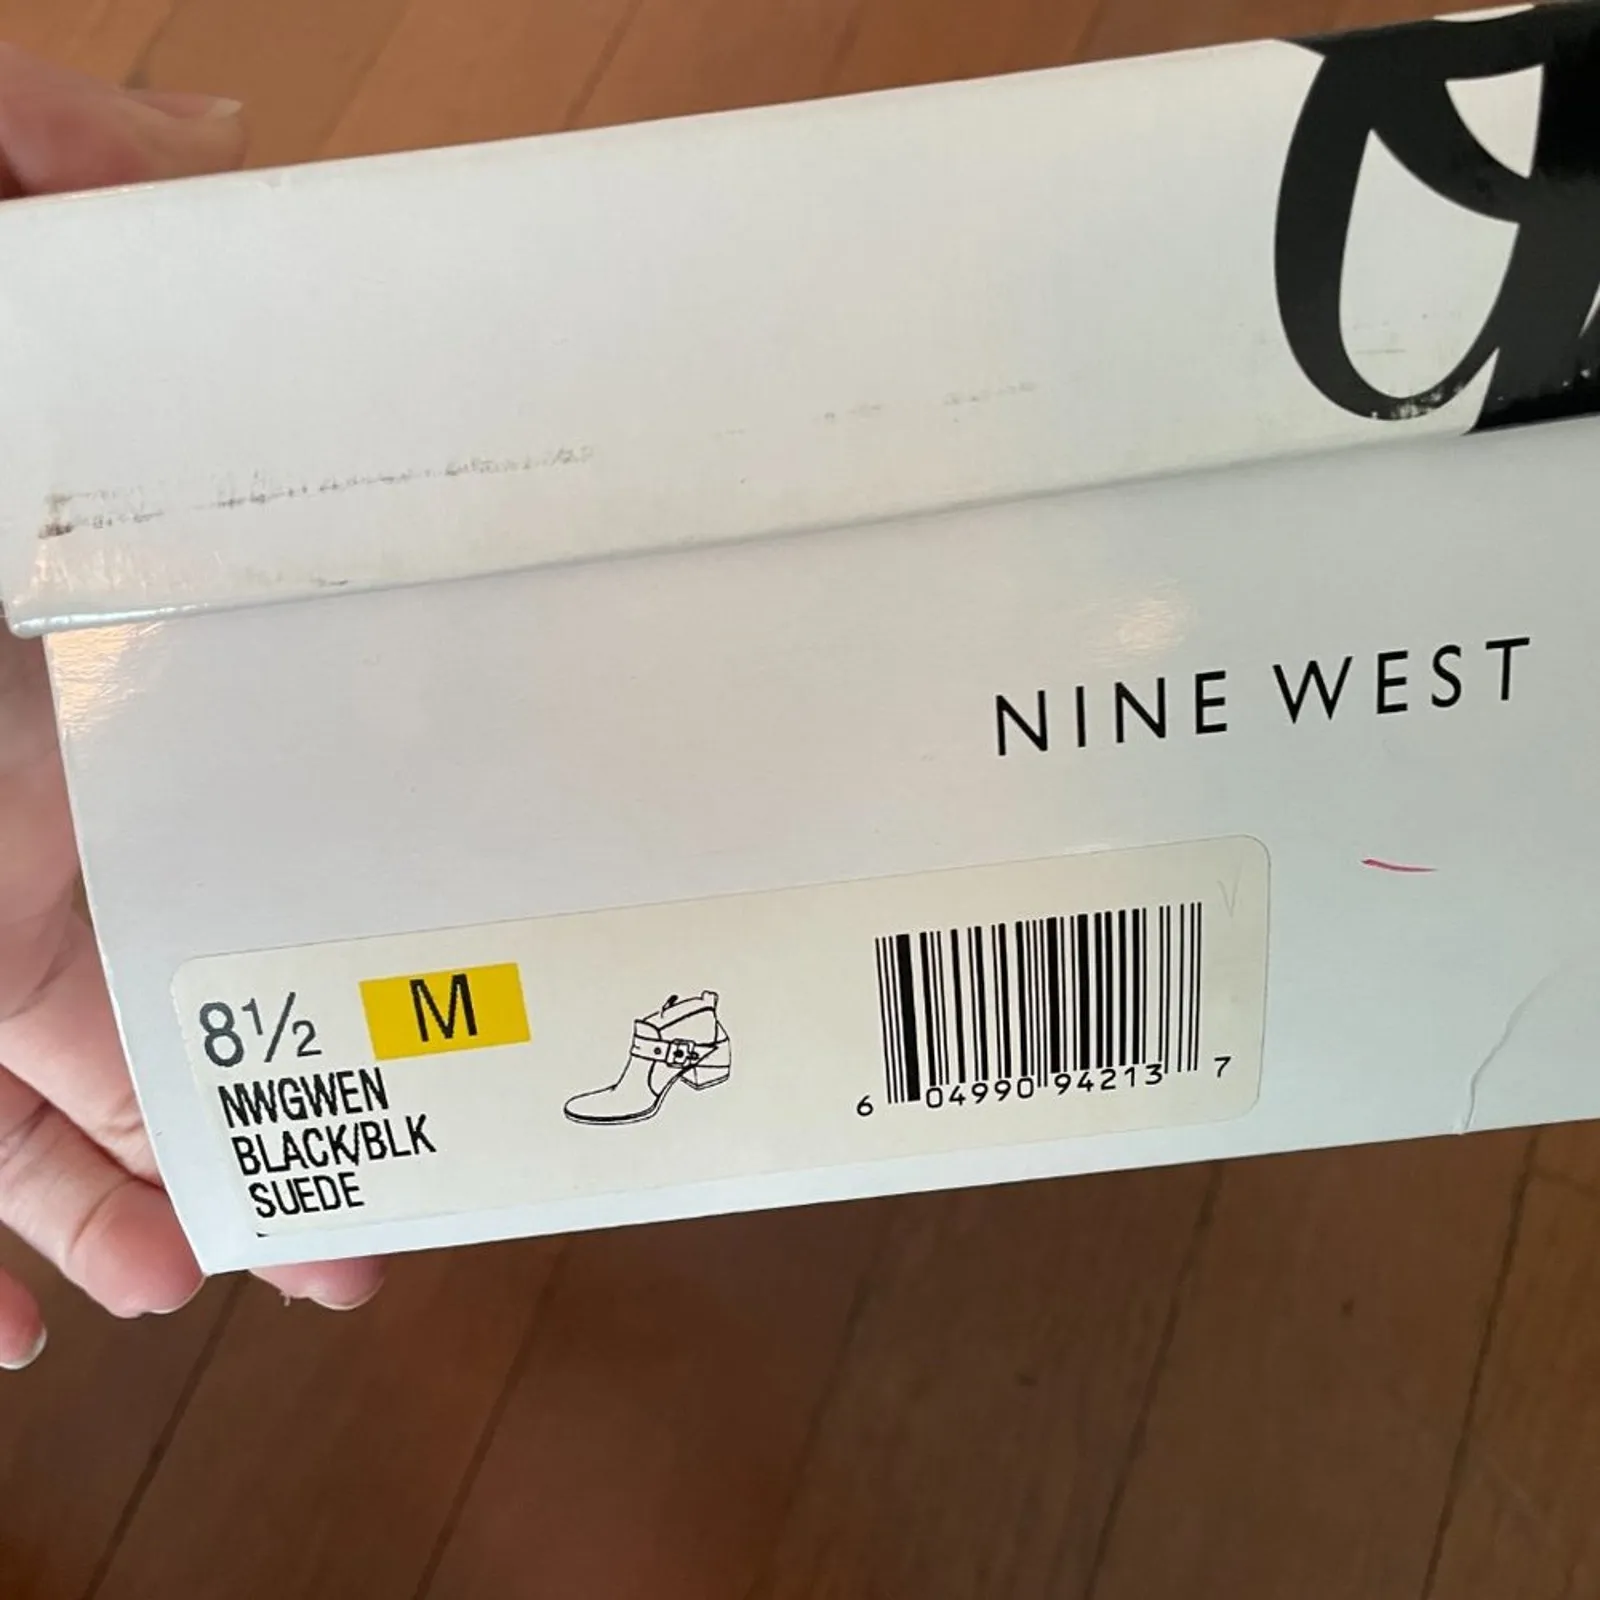 NINE WEST
8½ M
NWGWEN
BLACK/BLK
SUEDE
6 04990 94213 7
V